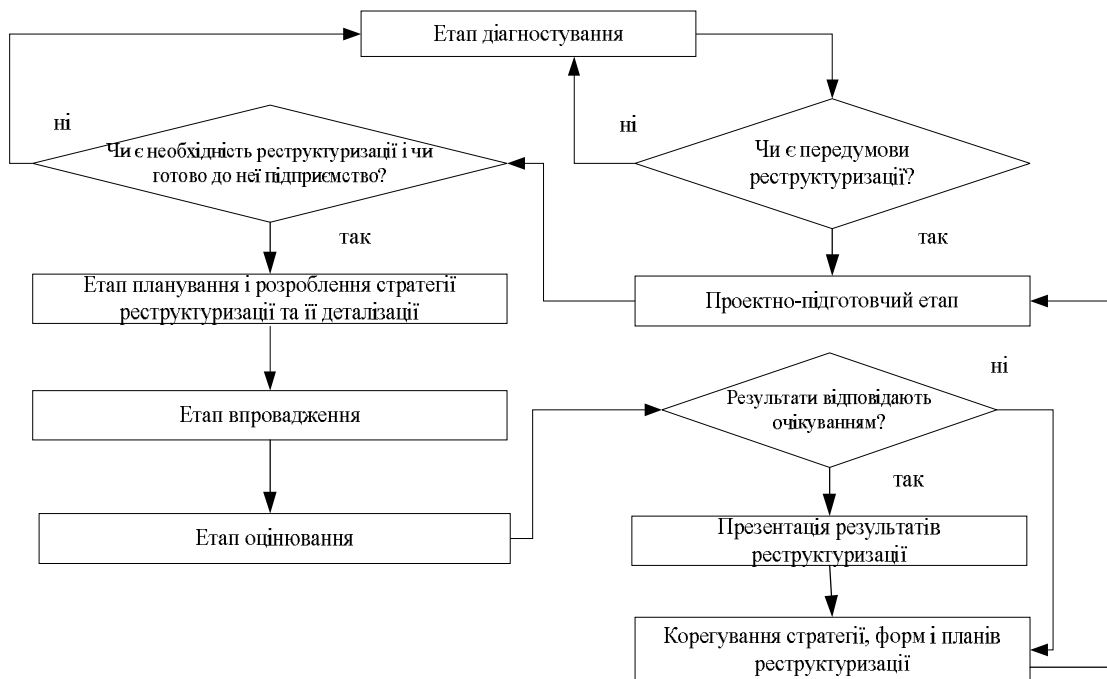 Етап діагностування
ні
ні
Чи є необхідність реструктуризації і чи
готово до неї підприємство?
Чи є передумови
реструктуризації?
так
так
Етап планування і розроблення стратегії
реструктуризації та її деталізації
Проектно-підготовчий етап
ні
Етап впровадження
Результати відповідають
очікуванням?
так
Етап оцінювання
Презентація результатів
реструктуризації
Корегування стратегії, форм і планів
реструктуризації